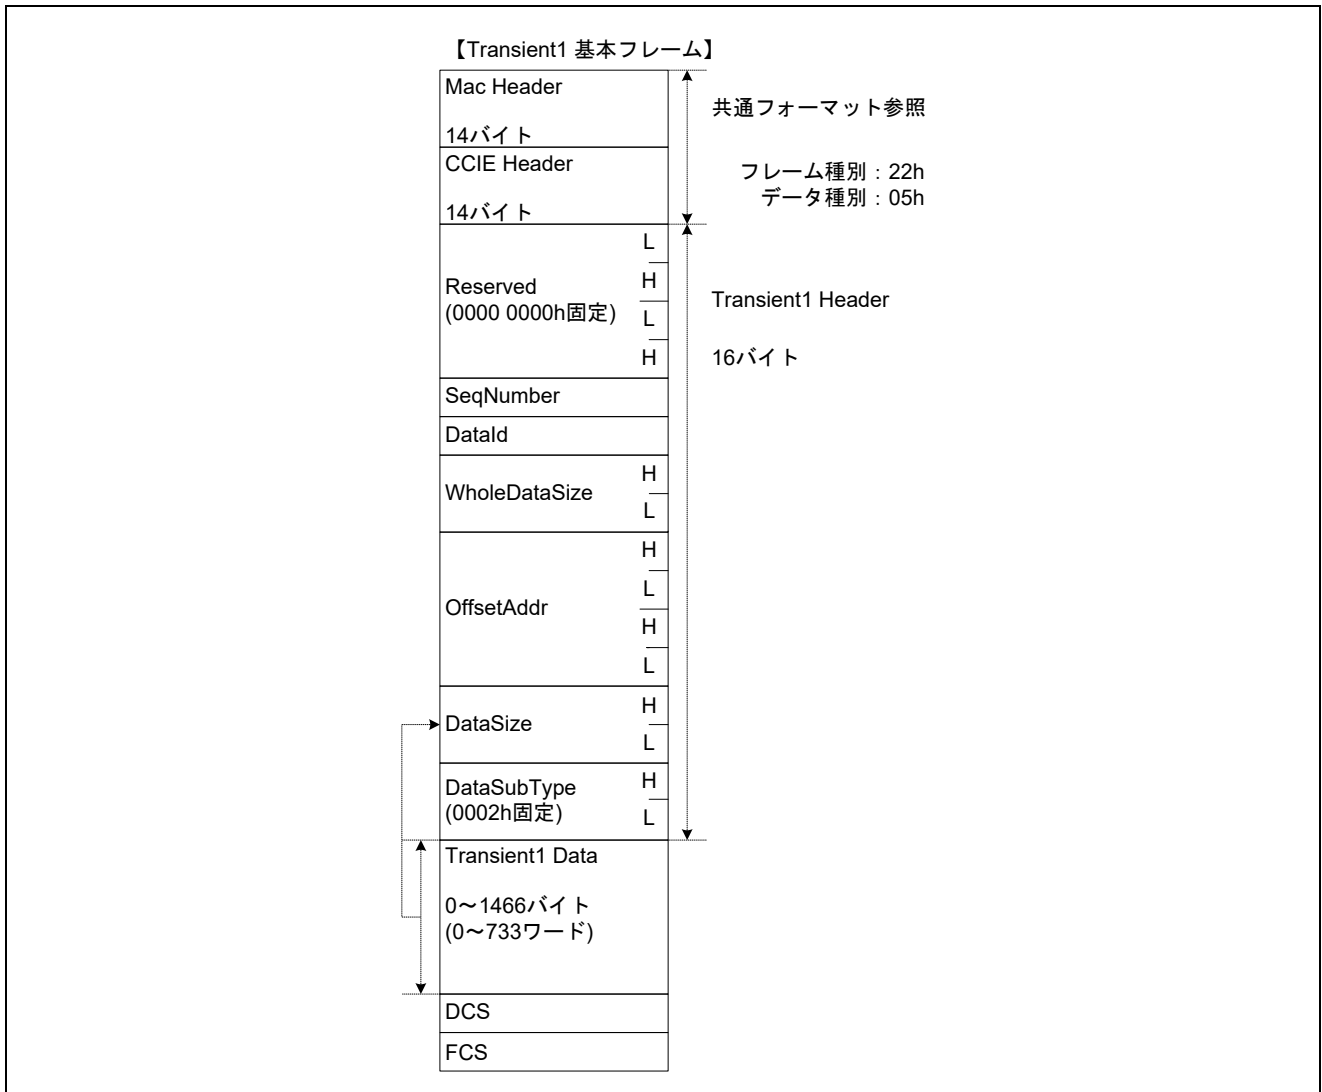 【Transient1 基本フレーム】
Mac Header
14バイト
共通フォーマット参照
CCIE Header
14バイト
フレーム種別：22h
データ種別：05h
Reserved
(0000 0000h固定)
L
H
L
H
Transient1 Header
16バイト
SeqNumber
DataId
WholeDataSize
H
L
OffsetAddr
H
L
H
L
DataSize
H
L
DataSubType
(0002h固定)
H
L
Transient1 Data
0～1466バイト
(0～733ワード)
DCS
FCS